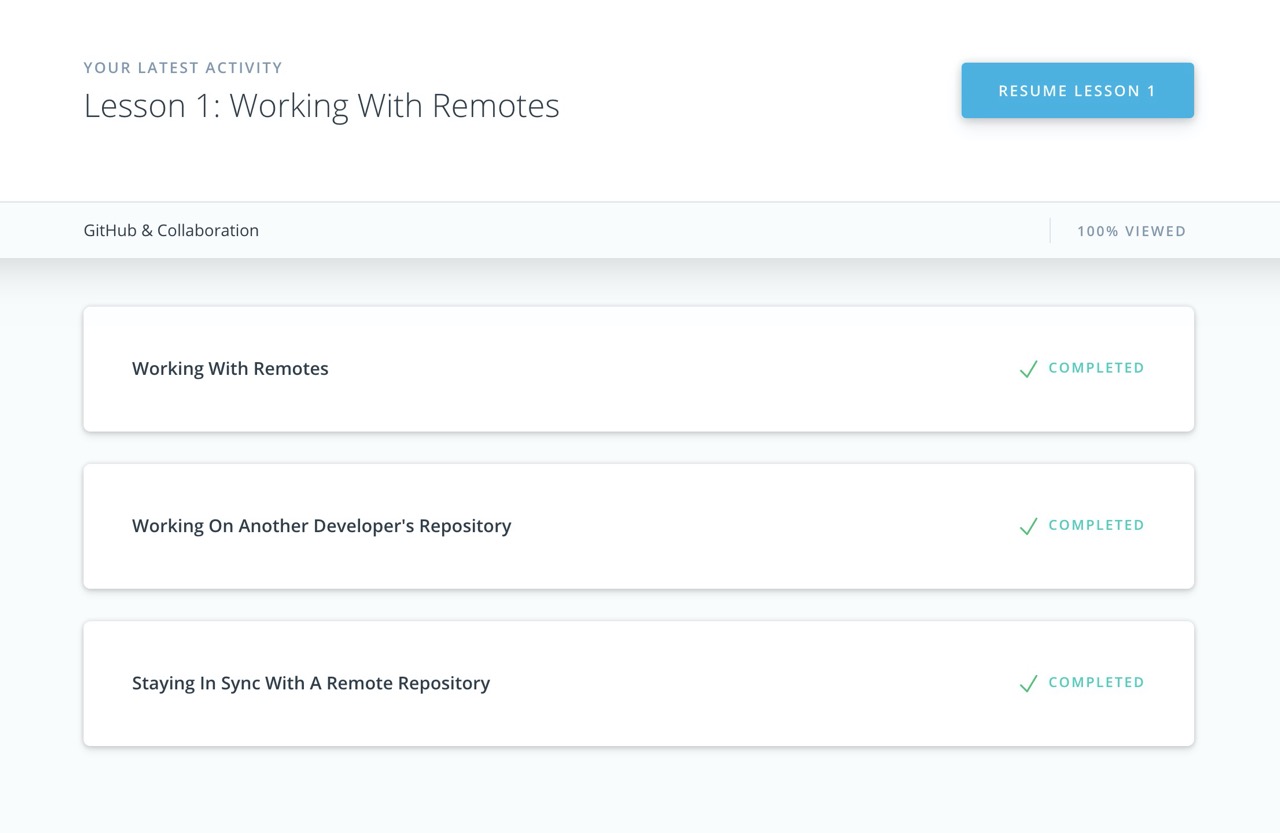 YOUR LATEST ACTIVITY
Lesson 1: Working With Remotes
RESUME LESSON 1
GitHub & Collaboration
100% VIEWED
Working With Remotes
COMPLETED
Working On Another Developer's Repository
COMPLETED
Staying In Sync With A Remote Repository
COMPLETED